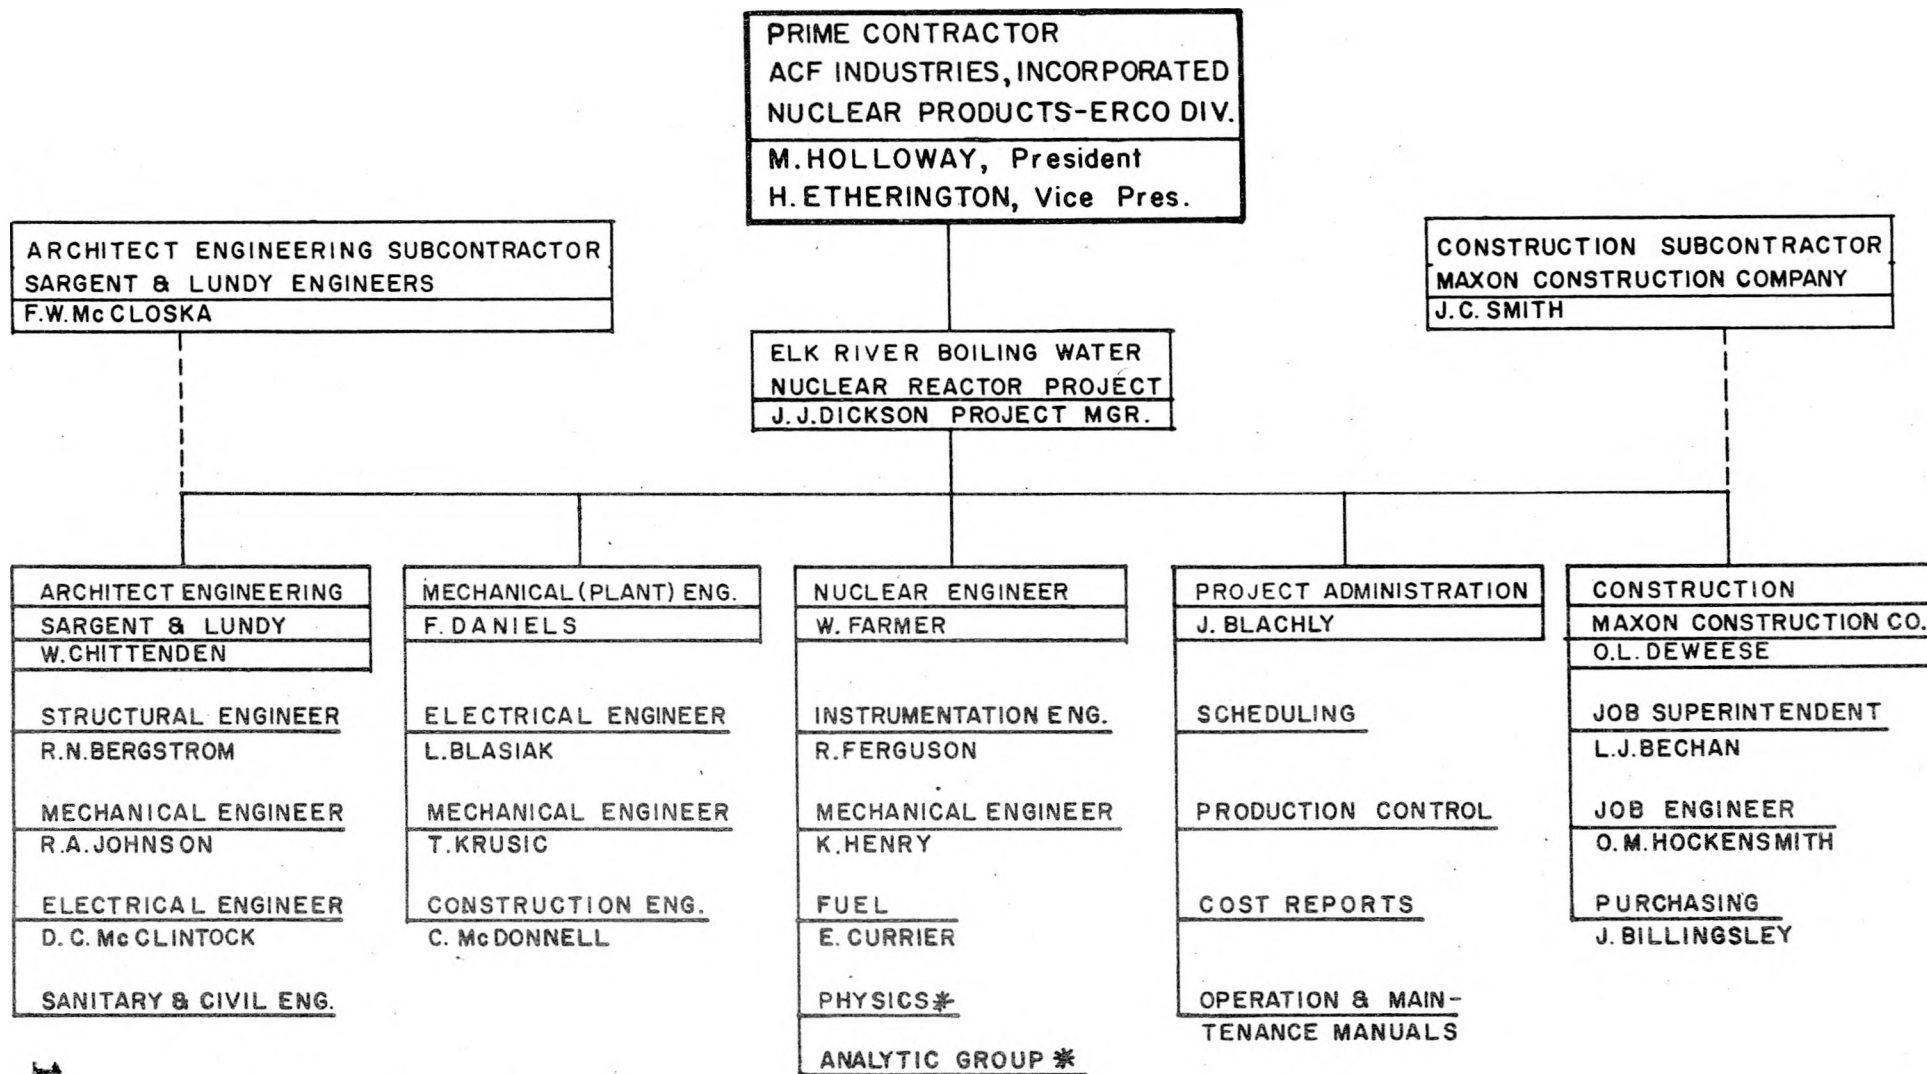 PRIME CONTRACTOR
ACF INDUSTRIES, INCORPORATED
NUCLEAR PRODUCTS-ERCO DIV.
M. HOLLOWAY, President
H. ETHERINGTON, Vice Pres.
ARCHITECT ENGINEERING SUBCONTRACTOR
SARGENT & LUNDY ENGINEERS
F.W. McCLOSKA
CONSTRUCTION SUBCONTRACTOR
MAXON CONSTRUCTION COMPANY
J.C. SMITH
ELK RIVER BOILING WATER
NUCLEAR REACTOR PROJECT
J.J. DICKSON PROJECT MGR.
ARCHITECT ENGINEERING
SARGENT & LUNDY
W. CHITTENDEN
STRUCTURAL ENGINEER
R.N. BERGSTROM
MECHANICAL ENGINEER
R.A. JOHNSON
ELECTRICAL ENGINEER
D.C. McCLINTOCK
SANITARY & CIVIL ENG.
MECHANICAL (PLANT) ENG.
F. DANIELS
ELECTRICAL ENGINEER
L. BLASIAK
MECHANICAL ENGINEER
T. KRUSIC
CONSTRUCTION ENG.
C. McDONNELL
NUCLEAR ENGINEER
W. FARMER
INSTRUMENTATION ENG.
R. FERGUSON
MECHANICAL ENGINEER
K. HENRY
FUEL
E. CURRIER
PHYSICS*
ANALYTIC GROUP *
PROJECT ADMINISTRATION
J. BLACHLY
SCHEDULING
PRODUCTION CONTROL
COST REPORTS
OPERATION & MAIN-
TENANCE MANUALS
CONSTRUCTION
MAXON CONSTRUCTION CO.
O.L. DEWEESE
JOB SUPERINTENDENT
L.J. BECHAN
JOB ENGINEER
O.M. HOCKENSMITH
PURCHASING
J. BILLINGSLEY